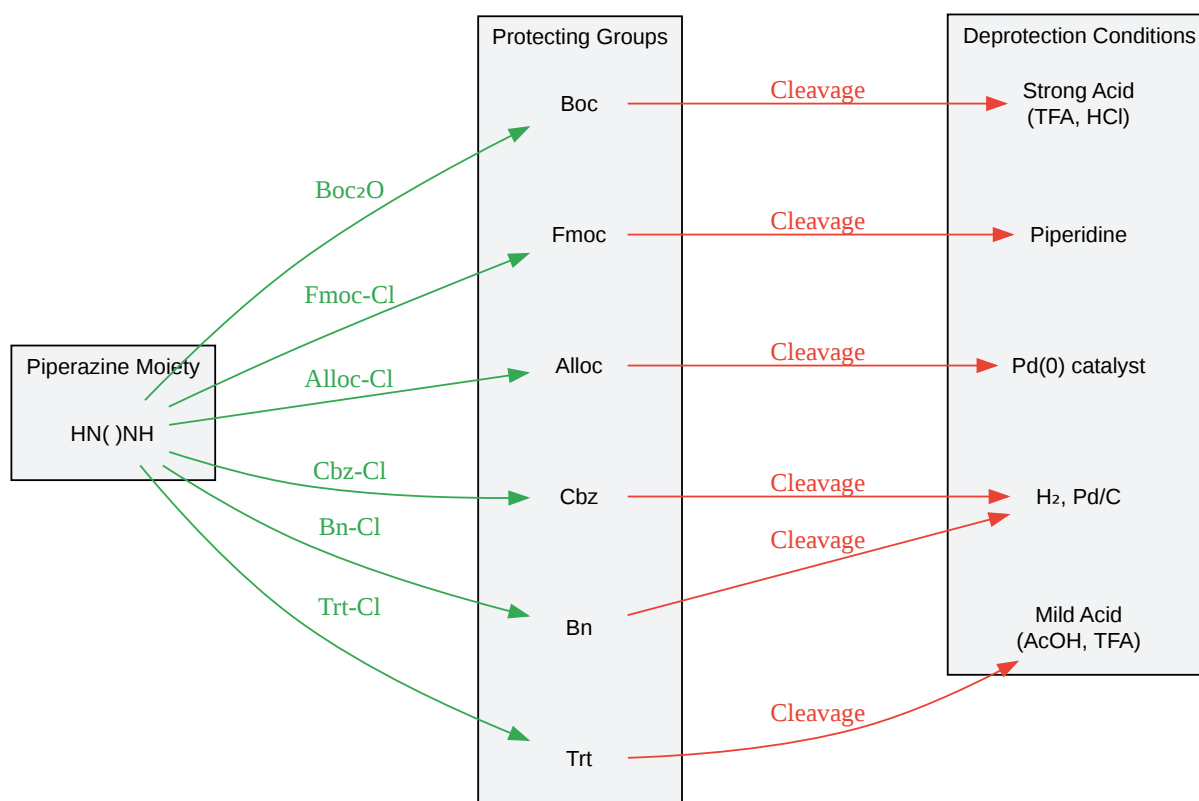 Piperazine Moiety
HN( )NH
Boc₂O
Fmoc-Cl
Alloc-Cl
Cbz-Cl
Bn-Cl
Trt-Cl
Protecting Groups
Boc
Fmoc
Alloc
Cbz
Bn
Trt
Cleavage
Cleavage
Cleavage
Cleavage
Cleavage
Cleavage
Deprotection Conditions
Strong Acid
(TFA, HCl)
Piperidine
Pd(0) catalyst
H₂, Pd/C
Mild Acid
(AcOH, TFA)